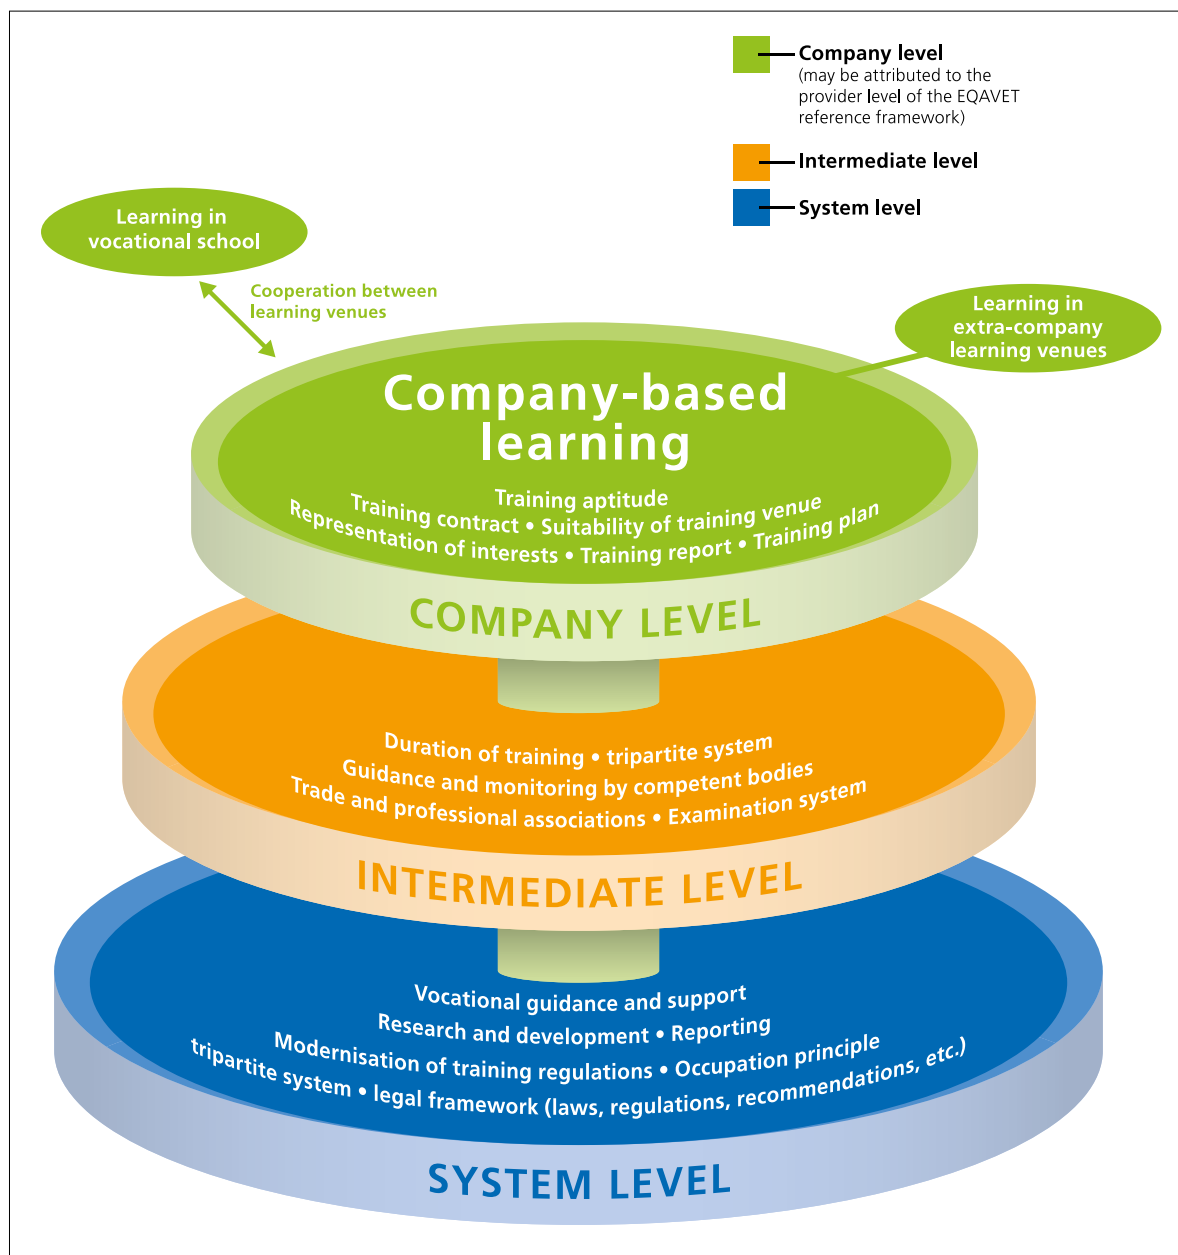 Company level
(may be attributed to the
provider level of the EQAVET
reference framework)
Intermediate level
System level
Learning in
vocational school
Cooperation between
learning venues
Learning in
extra-company
learning venues
Company-based
learning
Training aptitude
Training contract • Suitability of training venue
Representation of interests • Training report • Training plan
COMPANY LEVEL
Duration of training • tripartite system
Guidance and monitoring by competent bodies
Trade and professional associations • Examination system
INTERMEDIATE LEVEL
Vocational guidance and support
Research and development • Reporting
Modernisation of training regulations • Occupation principle
tripartite system • legal framework (laws, regulations, recommendations, etc.)
SYSTEM LEVEL